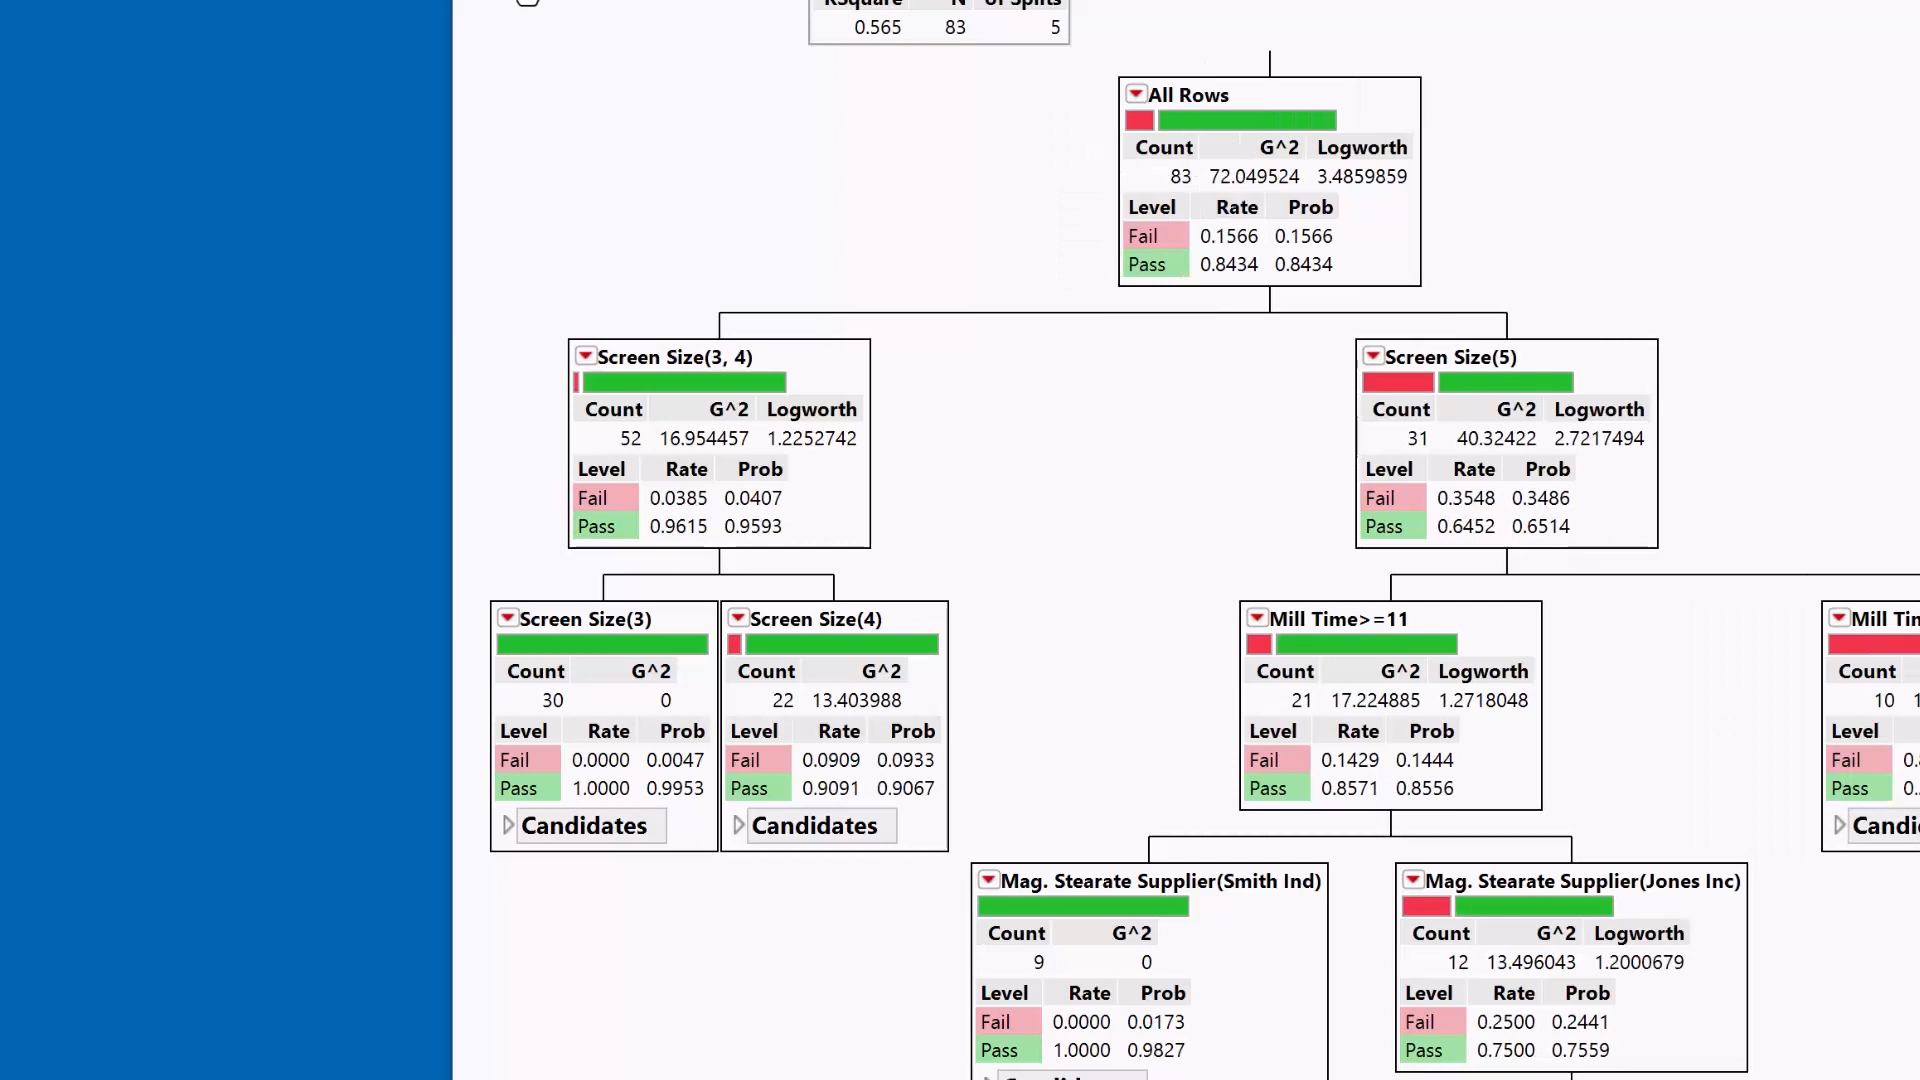 RSquare N of Splits
0.565 83 5
All Rows
Count G^2 Logworth
83 72.049524 3.4859859
Level Rate Prob
Fail 0.1566 0.1566
Pass 0.8434 0.8434
Screen Size(3, 4)
Count G^2 Logworth
52 16.954457 1.2252742
Level Rate Prob
Fail 0.0385 0.0407
Pass 0.9615 0.9593
Screen Size(5)
Count G^2 Logworth
31 40.32422 2.7217494
Level Rate Prob
Fail 0.3548 0.3486
Pass 0.6452 0.6514
Screen Size(3)
Count G^2
30 0
Level Rate Prob
Fail 0.0000 0.0047
Pass 1.0000 0.9953
Candidates
Screen Size(4)
Count G^2
22 13.403988
Level Rate Prob
Fail 0.0909 0.0933
Pass 0.9091 0.9067
Candidates
Mill Time>=11
Count G^2 Logworth
21 17.224885 1.2718048
Level Rate Prob
Fail 0.1429 0.1444
Pass 0.8571 0.8556
Mill
Count
10
Level
Fail
Pass
Mag. Stearate Supplier(Smith Ind)
Count G^2
9 0
Level Rate Prob
Fail 0.0000 0.0173
Pass 1.0000 0.9827
Mag. Stearate Supplier(Jones Inc)
Count G^2 Logworth
12 13.496043 1.2000679
Level Rate Prob
Fail 0.2500 0.2441
Pass 0.7500 0.7559